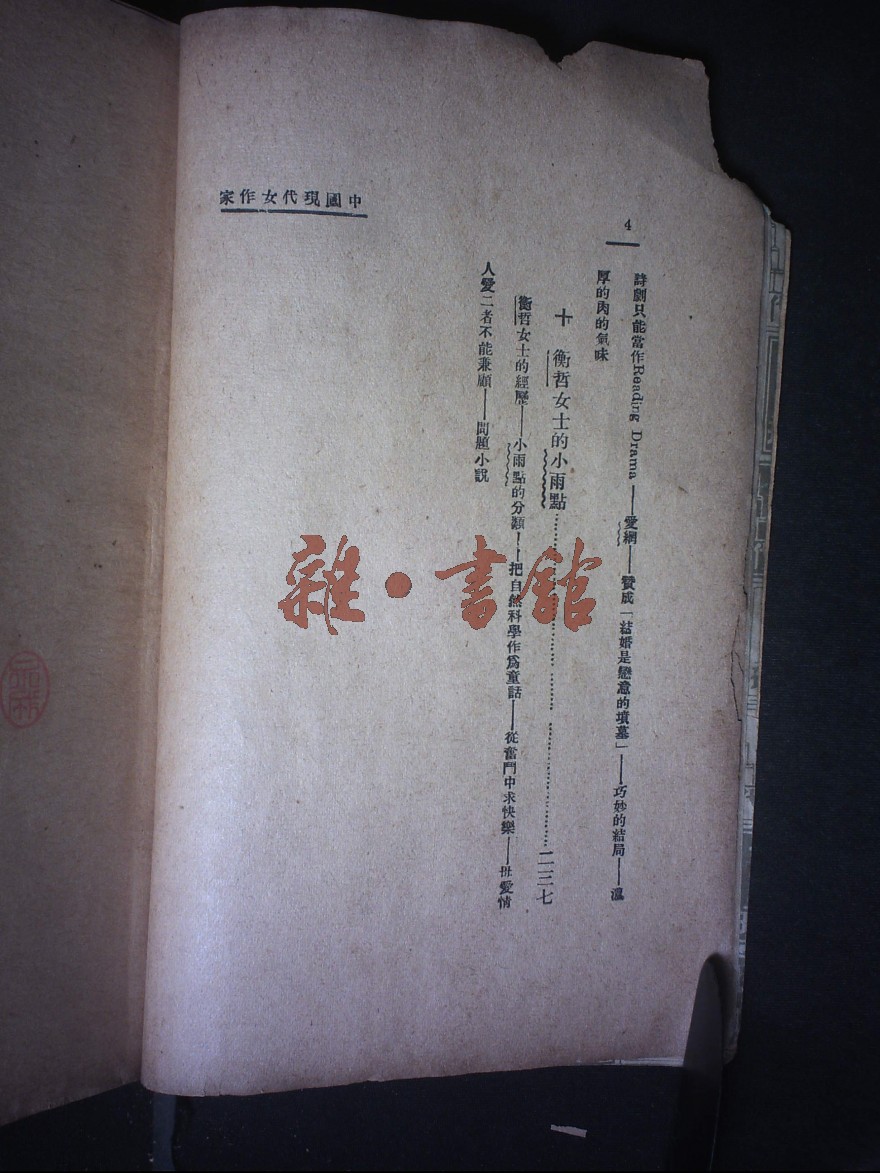 中國現代女作家
4
詩劇只能當作Reading Drama——愛網——贊成「結婚是戀愛的墳墓」——巧妙的結局——溫
厚的肉的氣味
十 衡哲女士的小雨點……二三七
衡哲女士的經歷——小雨點的分類——把自然科學作爲童話——從奮鬥中求快樂——母愛情
人愛二者不能兼顧——問題小說
雜·書館